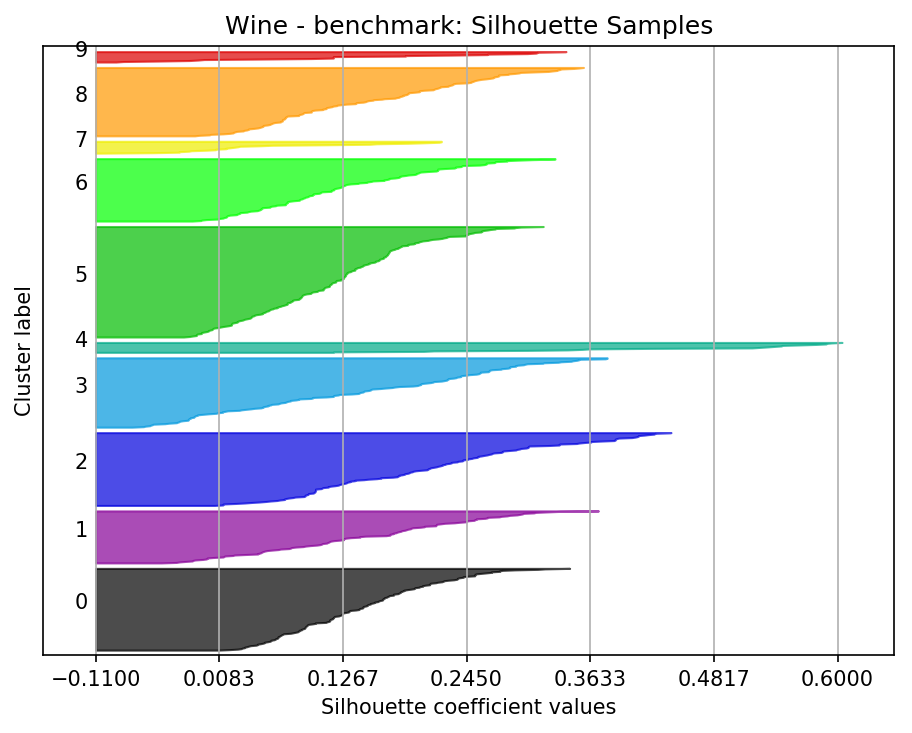 Wine - benchmark: Silhouette Samples
9
8
7
6
5
4
3
2
1
0
Cluster label
−0.1100 0.0083 0.1267 0.2450 0.3633 0.4817 0.6000
Silhouette coefficient values